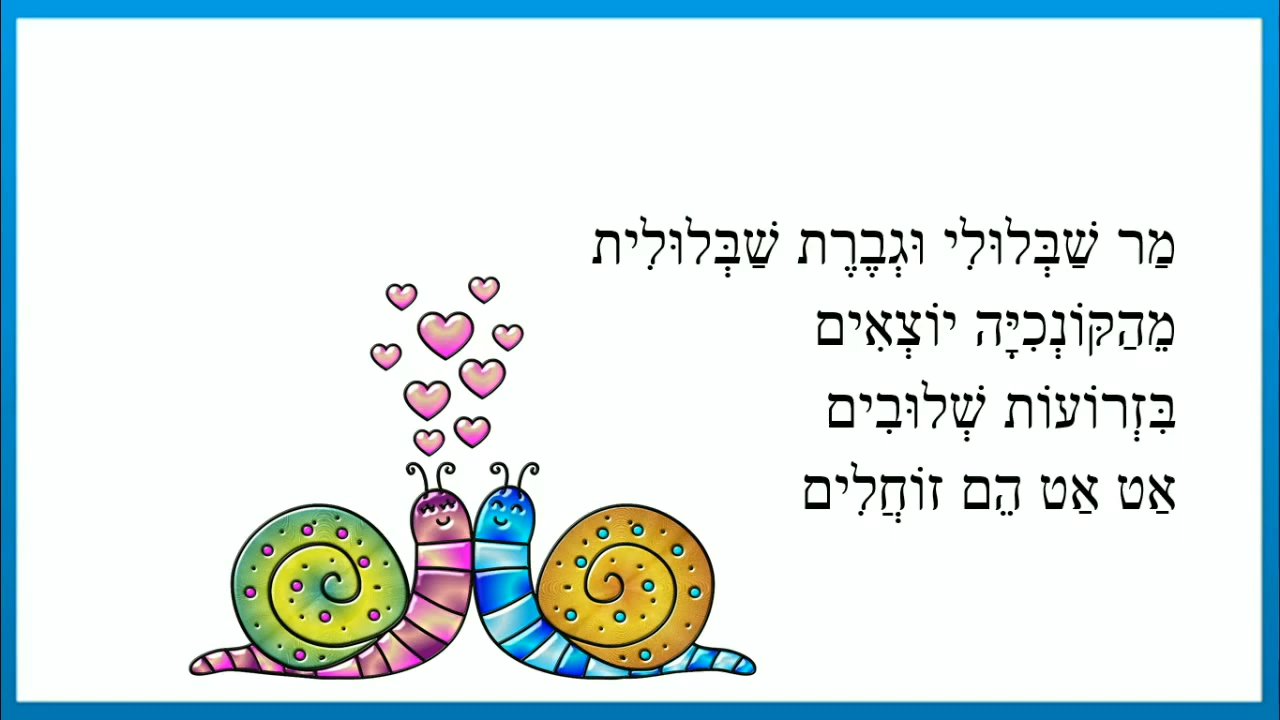 מַר שַׁבְּלוּלִי וּגְבֶרֶת שַׁבְּלוּלִית
מֵהַקּוֹנְכִיָּה יוֹצְאִים
בִּזְרוֹעוֹת שְׁלוּבִים
אַט אַט הֵם זוֹחֲלִים